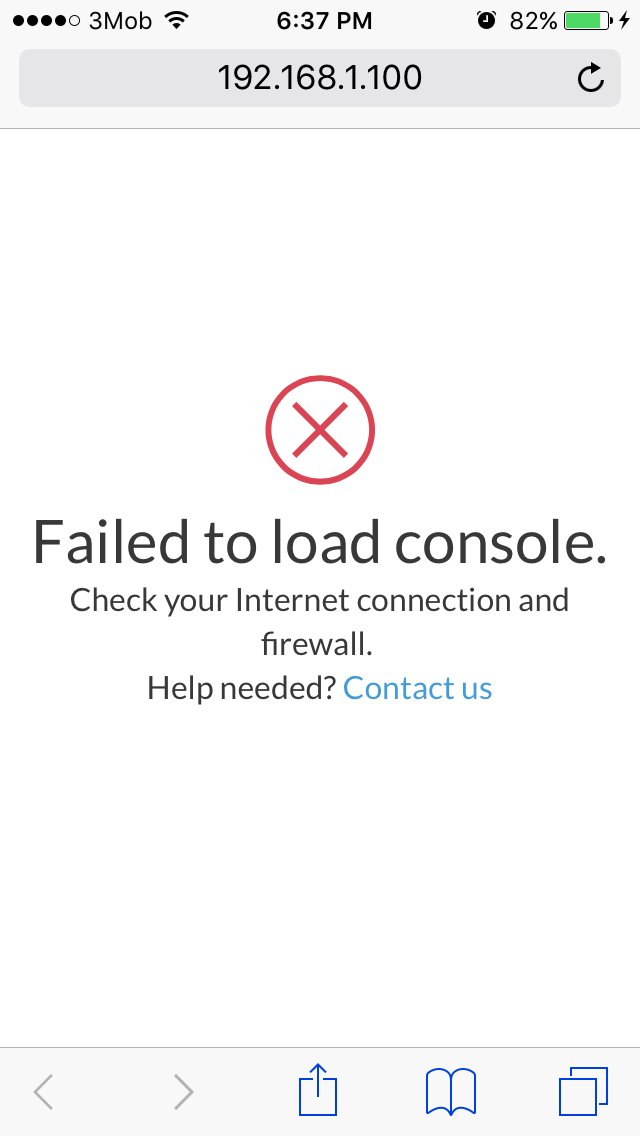 3Mob 6:37 PM 82%
192.168.1.100
Failed to load console.
Check your Internet connection and
firewall.
Help needed? Contact us